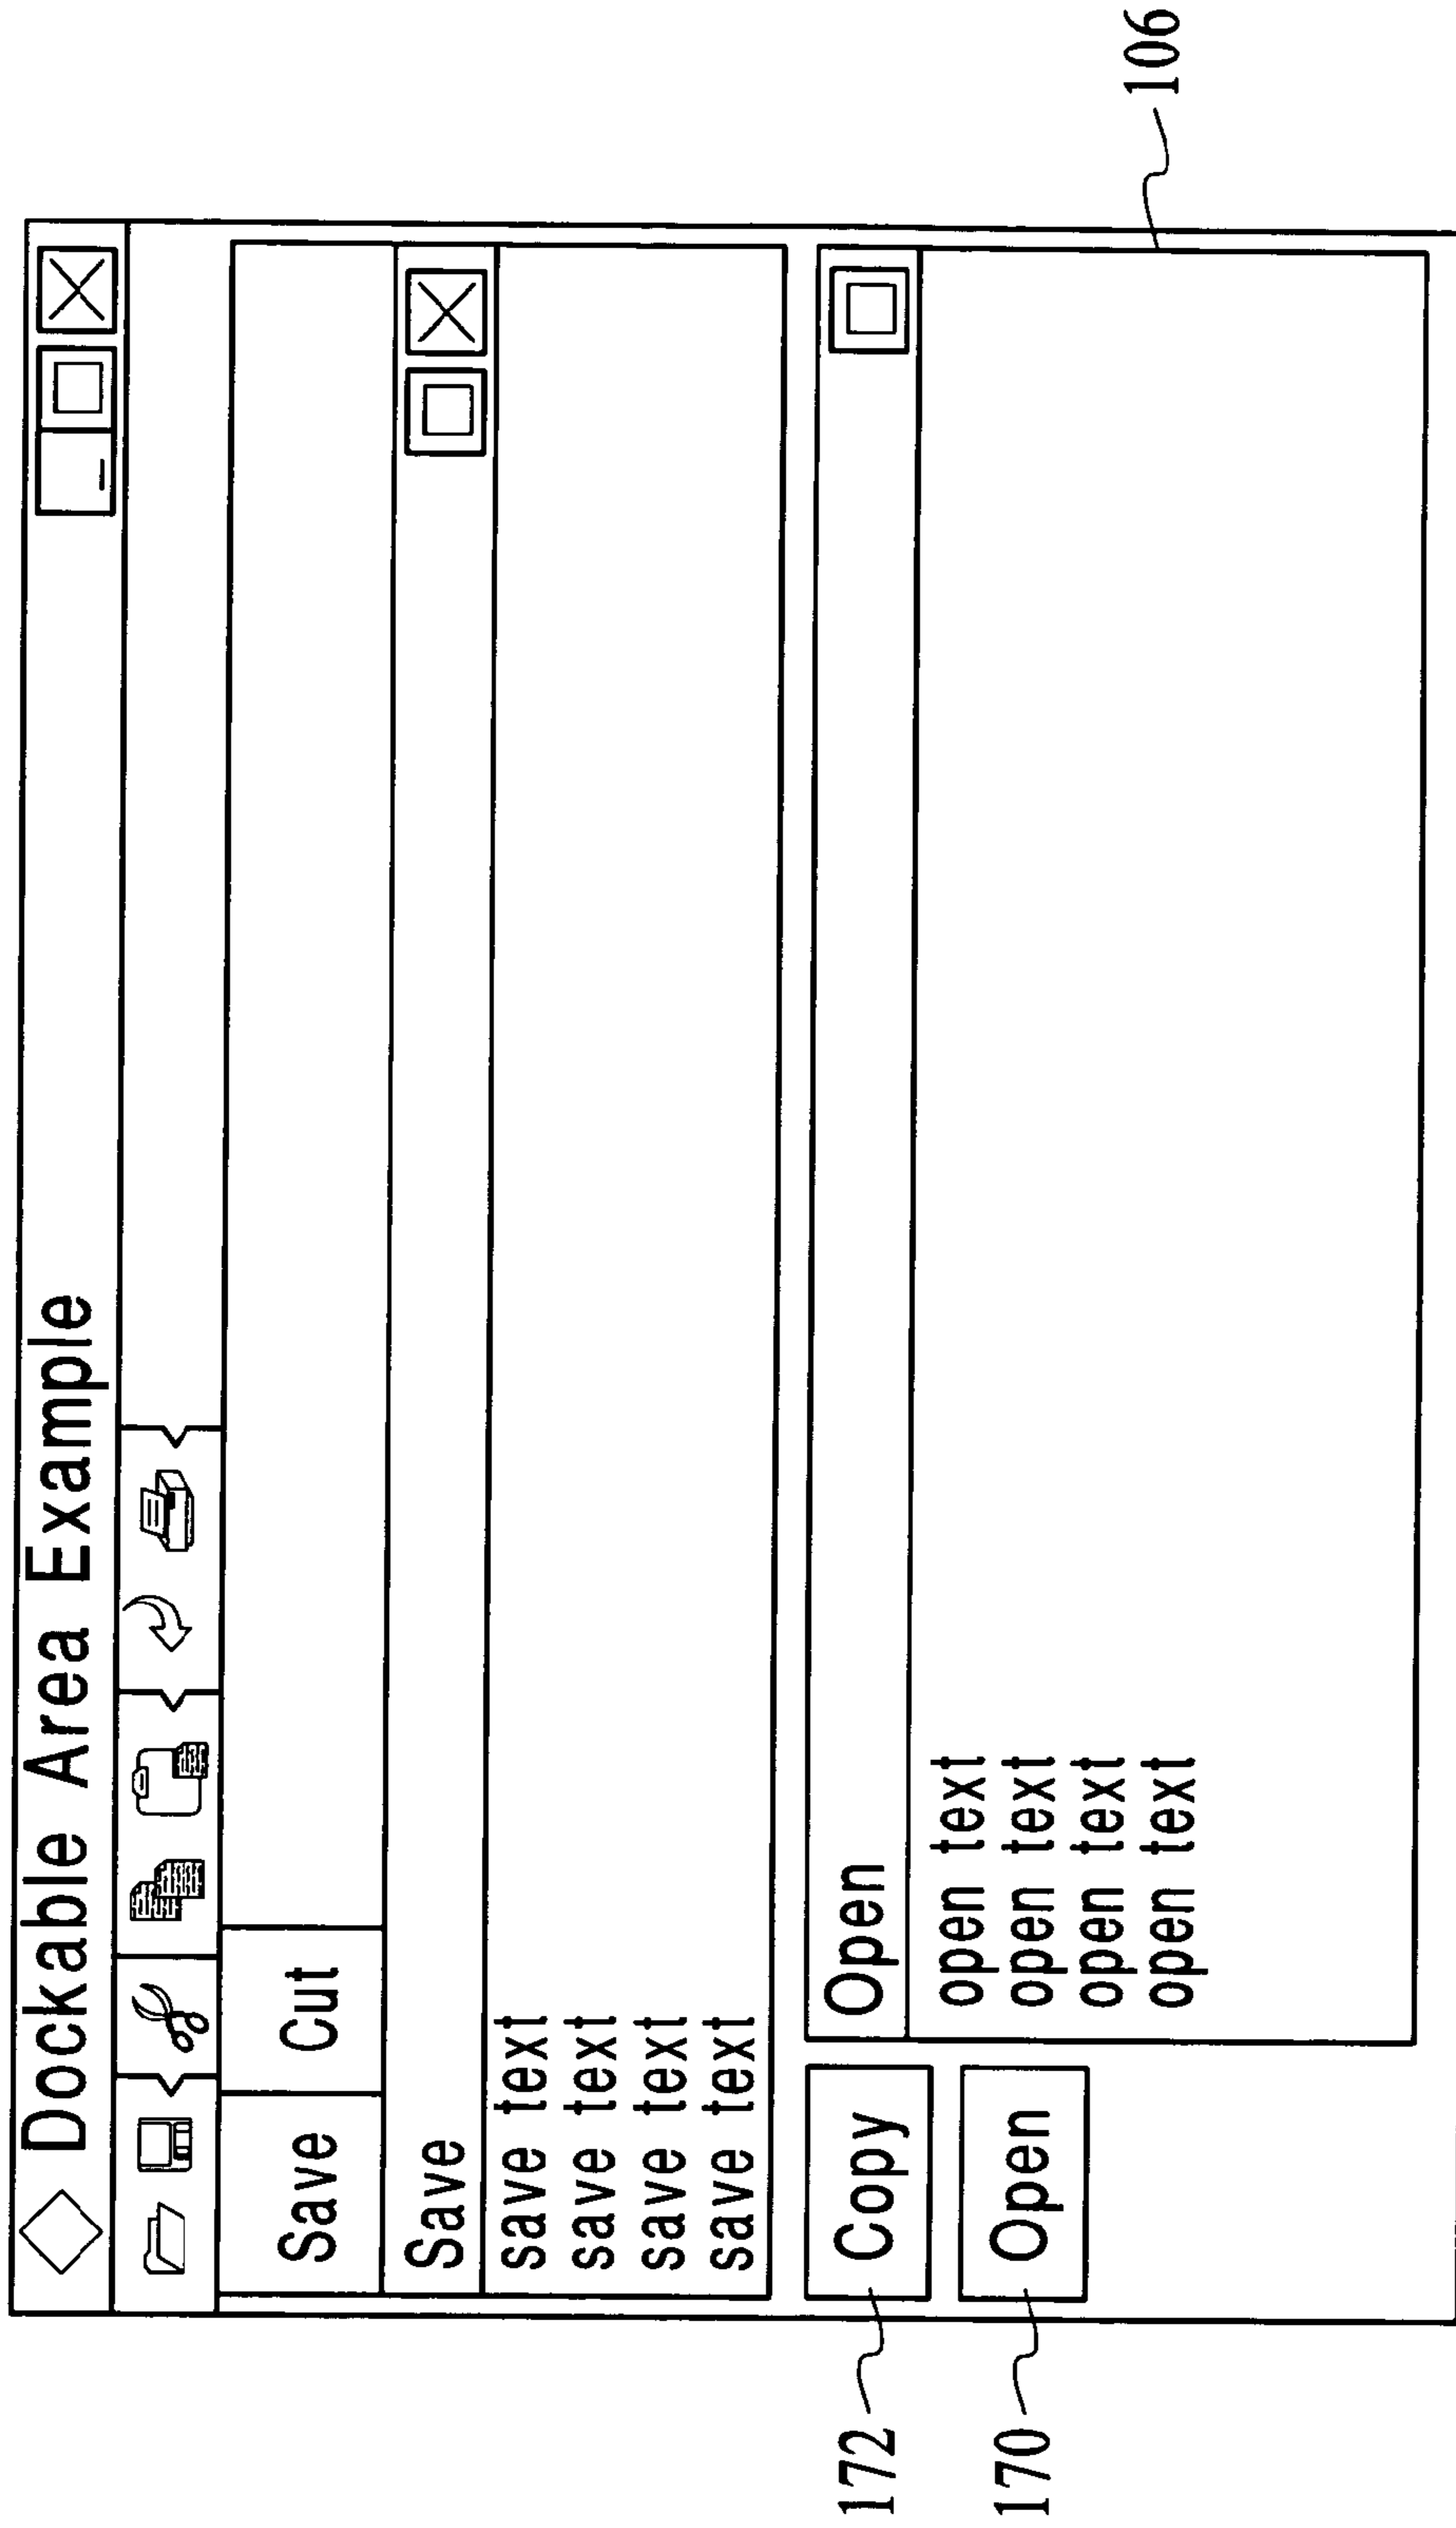 Dockable Area Example
Save Cut
Save
save text
save text
save text
save text
172
Copy
170
Open
Open
open text
open text
open text
open text
106